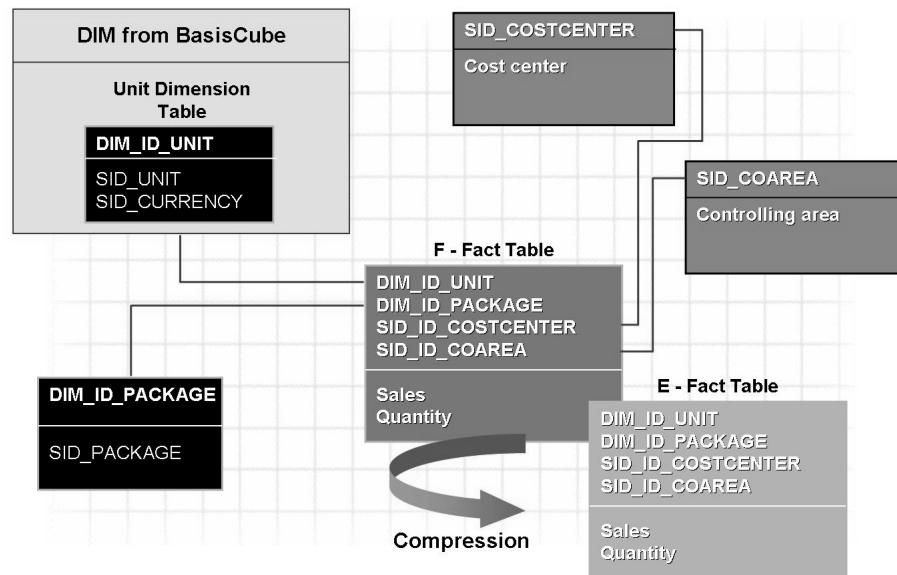 DIM from BasisCube
Unit Dimension
Table
DIM_ID_UNIT
SID_UNIT
SID_CURRENCY
SID_COSTCENTER
Cost center
SID_COAREA
Controlling area
F - Fact Table
DIM_ID_UNIT
DIM_ID_PACKAGE
SID_ID_COSTCENTER
SID_ID_COAREA
Sales
Quantity
DIM_ID_PACKAGE
SID_PACKAGE
E - Fact Table
DIM_ID_UNIT
DIM_ID_PACKAGE
SID_ID_COSTCENTER
SID_ID_COAREA
Sales
Quantity
Compression